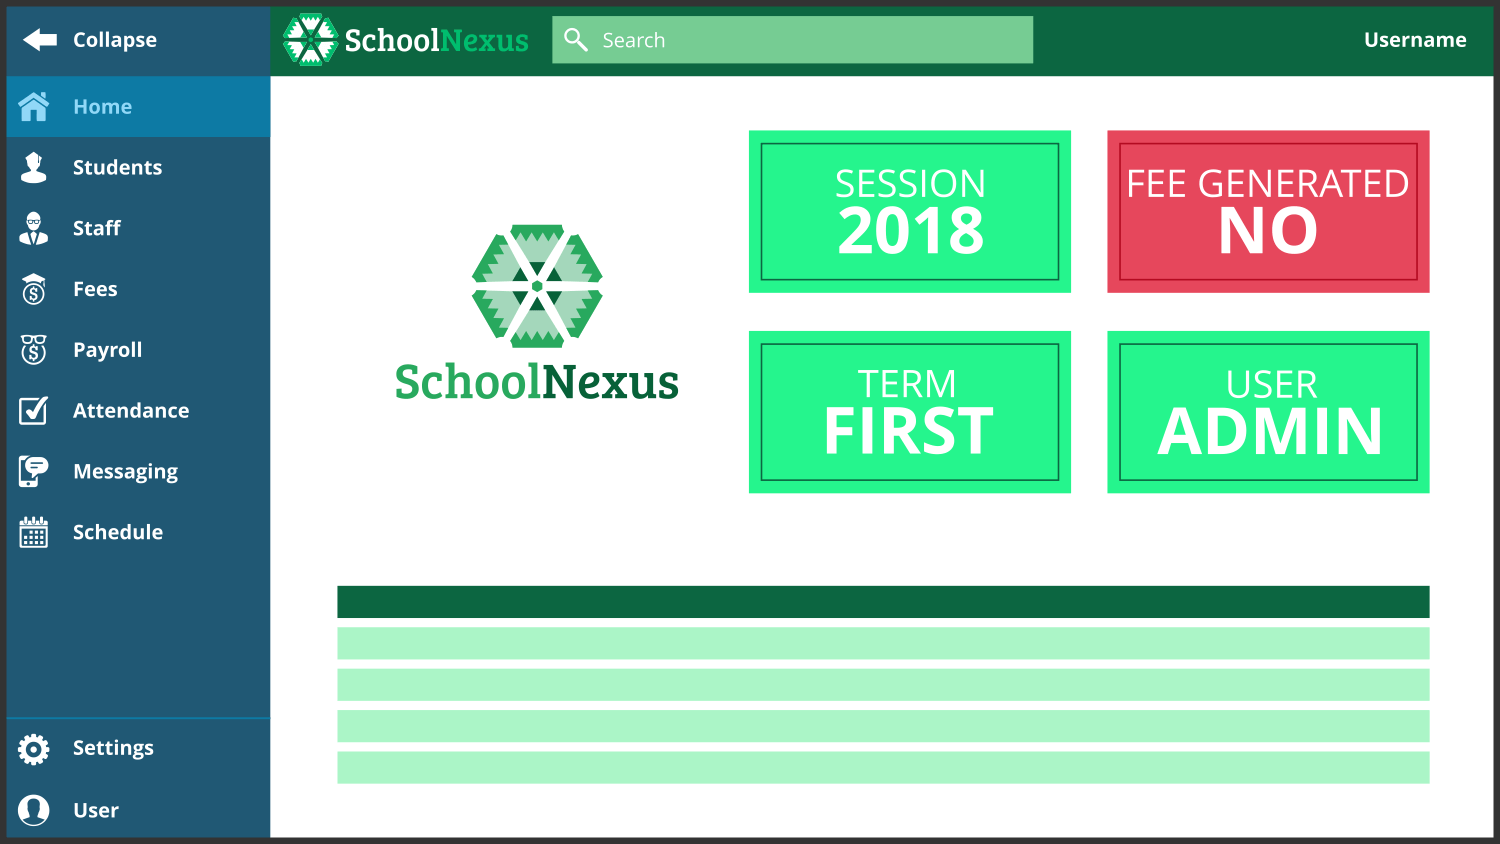 Collapse
SchoolNexus
Search
Username
Home
Students
Staff
Fees
Payroll
Attendance
Messaging
Schedule
Settings
User
SchoolNexus
SESSION
2018
FEE GENERATED
NO
TERM
FIRST
USER
ADMIN